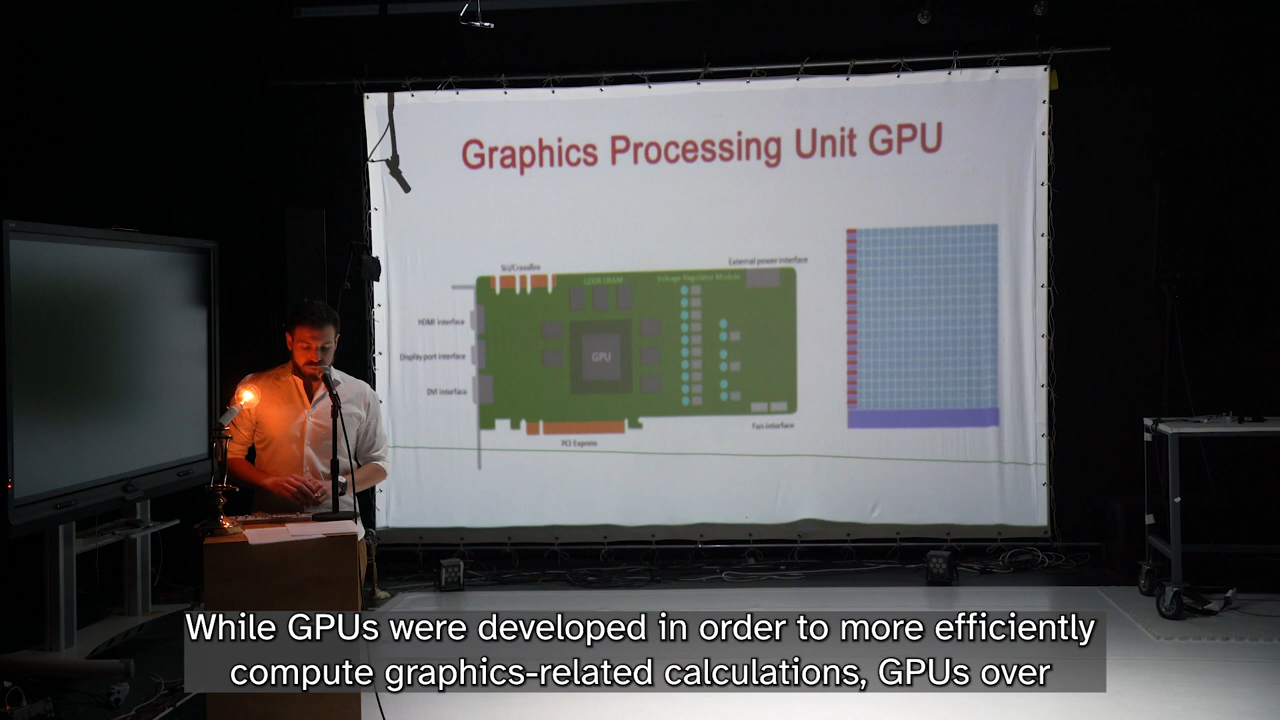 Graphics Processing Unit GPU
SLI/Crossfire
GDDR DRAM
Voltage Regulator Module
External power interface
HDMI interface
Display port interface
DVI interface
GPU
PCI Express
Fan interface
While GPUs were developed in order to more efficiently
compute graphics-related calculations, GPUs over